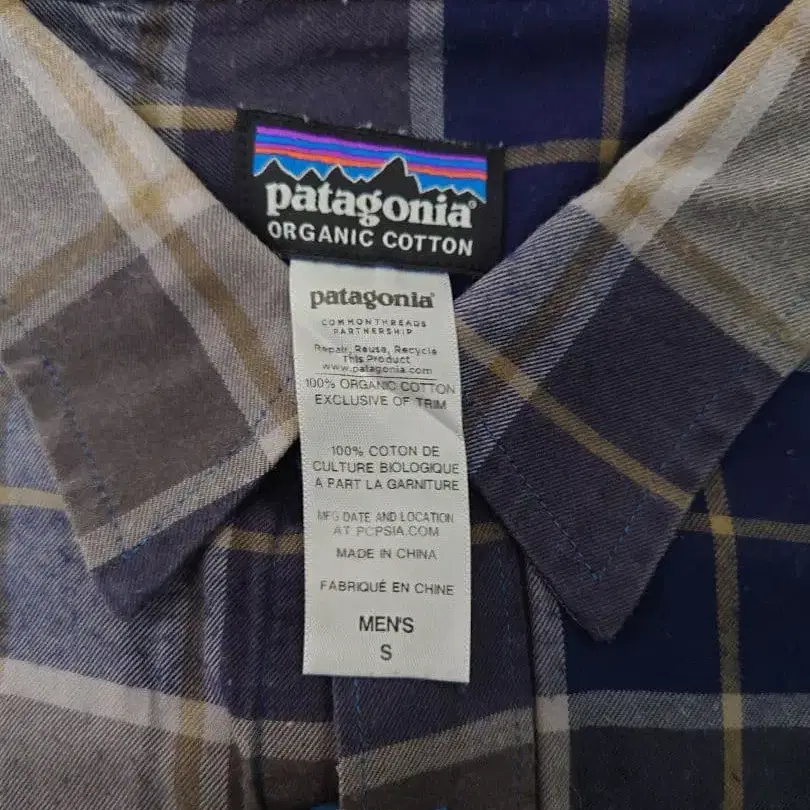 patagonia®
ORGANIC COTTON
patagonia®
COMMONTHREADS
PARTNERSHIP
Repair, Reuse, Recycle
This Product
www.patagonia.com
100% ORGANIC COTTON
EXCLUSIVE OF TRIM
100% COTON DE
CULTURE BIOLOGIQUE
A PART LA GARNITURE
MFG DATE AND LOCATION
AT PCPSIA.COM
MADE IN CHINA
FABRIQUÉ EN CHINE
MEN'S
S